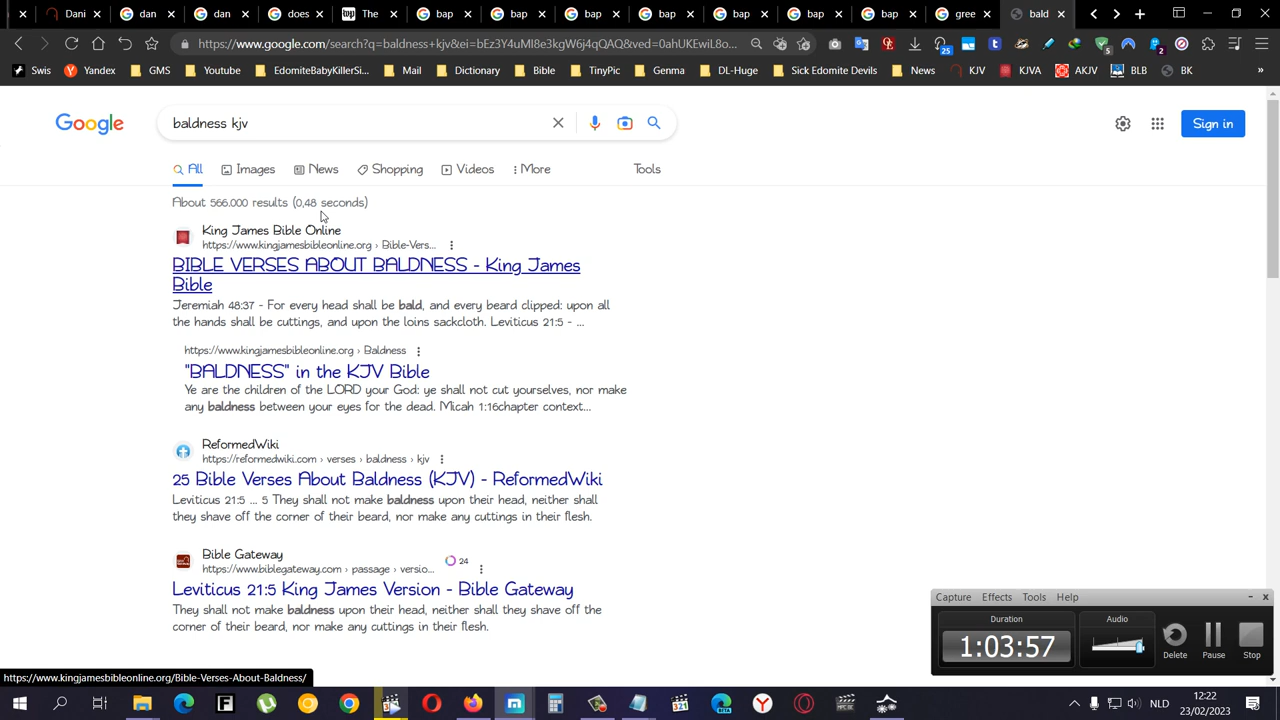 Dani
dan
goo
does
The
bap
bap
bap
bap
bap
bap
bap
gree
bald
https://www.google.com/search?q=baldness+kjv&ei=bEz3Y4uMI8e3kgW6j4qQAQ&ved=0ahUKEwiL8o...
25
5
2
Swis
Yandex
GMS
Youtube
EdomiteBabyKillerSi...
Mail
Dictionary
Bible
TinyPic
Genma
DL-Huge
Sick Edomite Devils
News
KJV
KJVA
AKJV
BLB
BK
»
Google
baldness kjv
Sign in
All
Images
News
Shopping
Videos
More
Tools
About 566.000 results (0,48 seconds)
King James Bible Online
https://www.kingjamesbibleonline.org › Bible-Vers...
BIBLE VERSES ABOUT BALDNESS - King James
Bible
Jeremiah 48:37 - For every head shall be bald, and every beard clipped: upon all
the hands shall be cuttings, and upon the loins sackcloth. Leviticus 21:5 - ...
https://www.kingjamesbibleonline.org › Baldness
"BALDNESS" in the KJV Bible
Ye are the children of the LORD your God: ye shall not cut yourselves, nor make
any baldness between your eyes for the dead. Micah 1:16chapter context...
ReformedWiki
https://reformedwiki.com › verses › baldness › kjv
25 Bible Verses About Baldness (KJV) - ReformedWiki
Leviticus 21:5 ... 5 They shall not make baldness upon their head, neither shall
they shave off the corner of their beard, nor make any cuttings in their flesh.
Bible Gateway
24
https://www.biblegateway.com › passage › versio...
Leviticus 21:5 King James Version - Bible Gateway
They shall not make baldness upon their head, neither shall they shave off the
corner of their beard, nor make any cuttings in their flesh.
Capture
Effects
Tools
Help
Duration
Audio
1:03:57
Delete
Pause
Stop
https://www.kingjamesbibleonline.org/Bible-Verses-About-Baldness/
321
BETA
NLD
12:22
23/02/2023